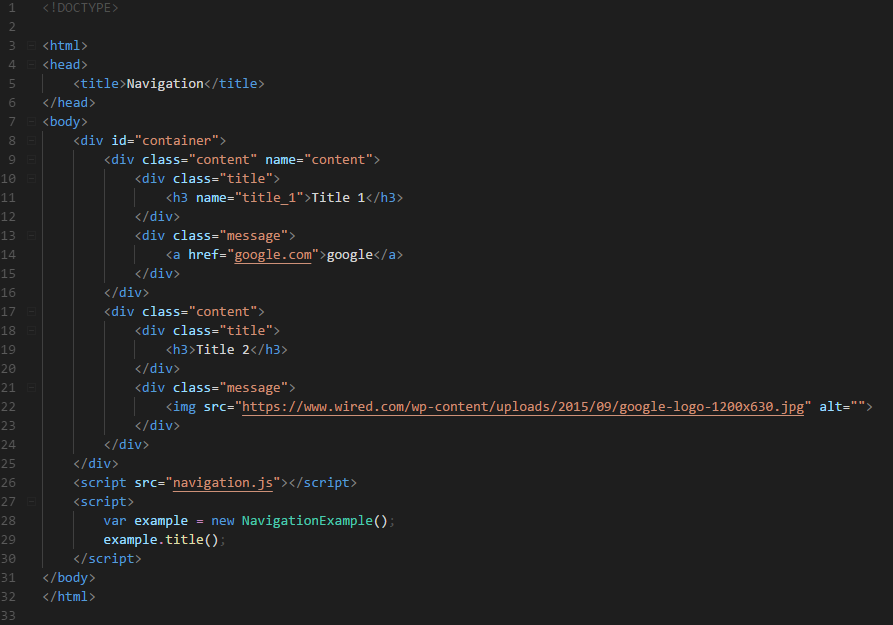 1 <!DOCTYPE>
2
3 <html>
4 <head>
5     <title>Navigation</title>
6 </head>
7 <body>
8     <div id="container">
9         <div class="content" name="content">
10             <div class="title">
11                 <h3 name="title_1">Title 1</h3>
12             </div>
13             <div class="message">
14                 <a href="google.com">google</a>
15             </div>
16         </div>
17         <div class="content">
18             <div class="title">
19                 <h3>Title 2</h3>
20             </div>
21             <div class="message">
22                 <img src="https://www.wired.com/wp-content/uploads/2015/09/google-logo-1200x630.jpg" alt="">
23             </div>
24         </div>
25     </div>
26     <script src="navigation.js"></script>
27     <script>
28         var example = new NavigationExample();
29         example.title();
30     </script>
31 </body>
32 </html>
33